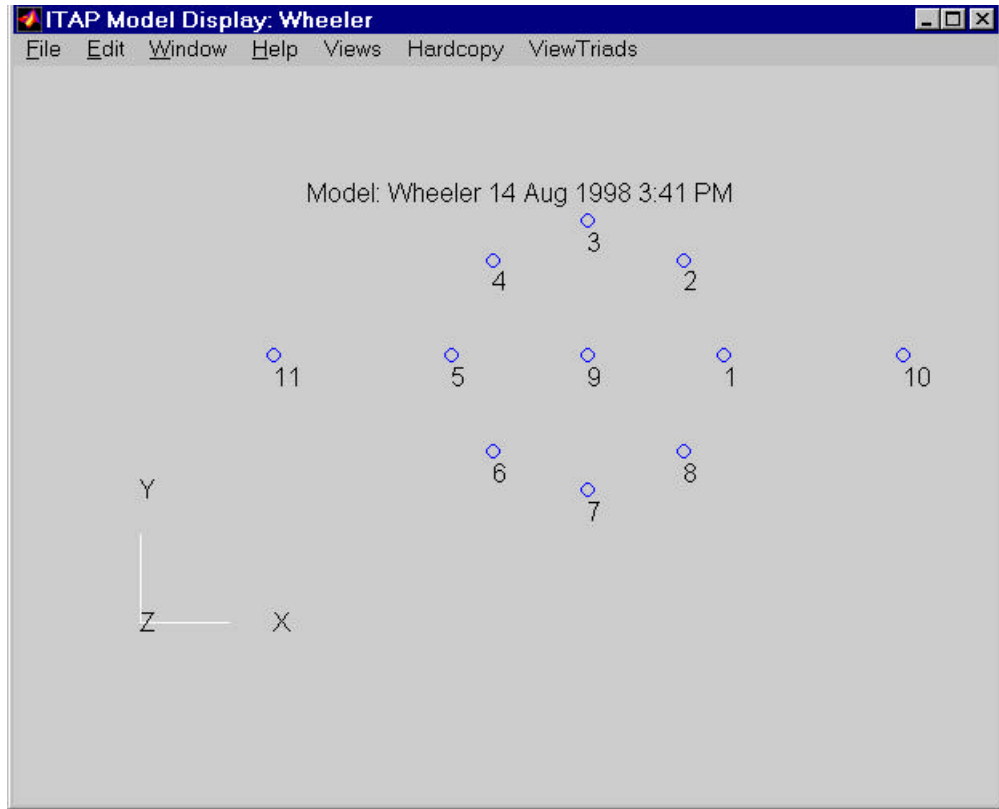 ITAP Model Display: Wheeler
File Edit Window Help Views Hardcopy ViewTriads
Model: Wheeler 14 Aug 1998 3:41 PM
3
4 2
11 5 9 1 10
6 8
7
Y
Z X